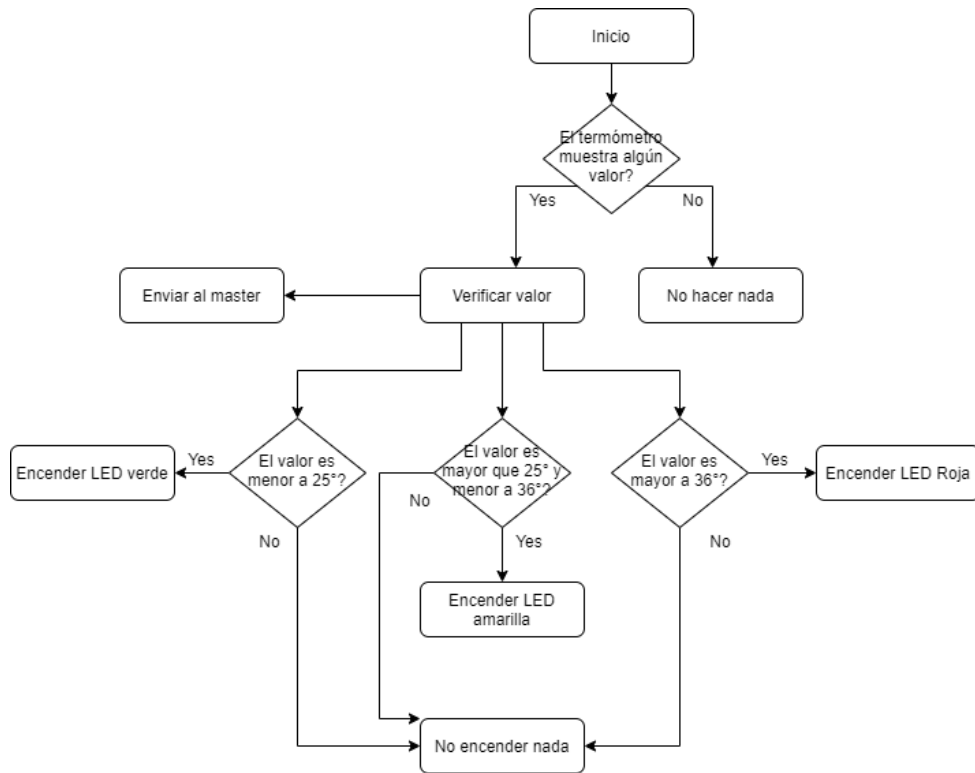 Inicio
El termómetro
muestra algún
valor?
Yes
No
Enviar al master
Verificar valor
No hacer nada
Encender LED verde
Yes
El valor es
menor a 25°?
No
El valor es
mayor que 25° y
menor a 36°?
No
Yes
El valor es
mayor a 36°?
Yes
No
Encender LED Roja
Encender LED
amarilla
No encender nada